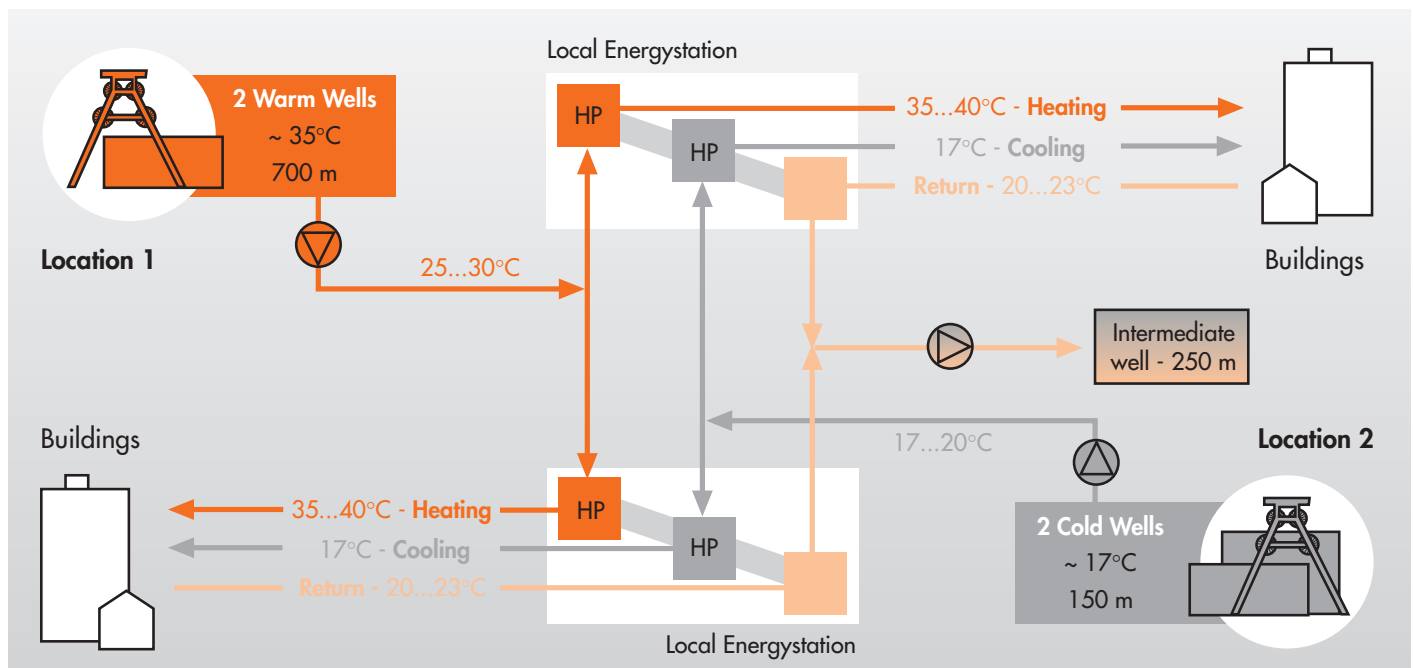 Local Energystation
2 Warm Wells
~ 35°C
700 m
HP
HP
35...40°C - Heating
17°C - Cooling
Return - 20...23°C
Location 1
25...30°C
Buildings
Intermediate
well - 250 m
Buildings
17...20°C
Location 2
35...40°C - Heating
17°C - Cooling
Return - 20...23°C
HP
HP
2 Cold Wells
~ 17°C
150 m
Local Energystation